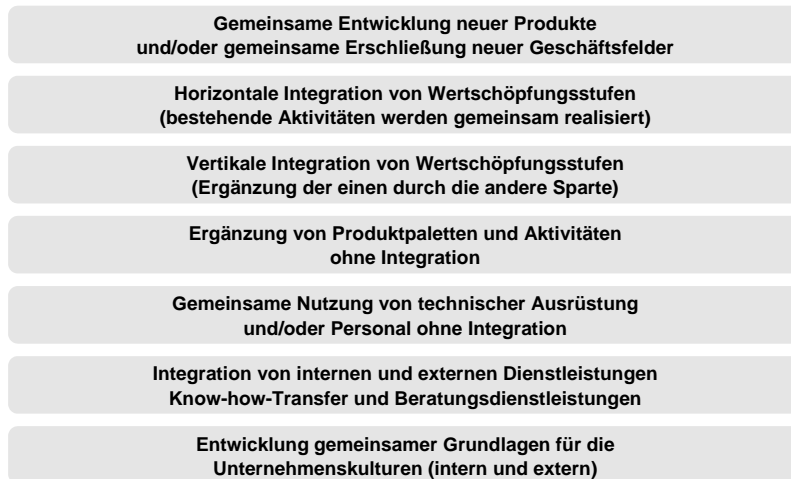 Gemeinsame Entwicklung neuer Produkte
und/oder gemeinsame Erschließung neuer Geschäftsfelder
Horizontale Integration von Wertschöpfungsstufen
(bestehende Aktivitäten werden gemeinsam realisiert)
Vertikale Integration von Wertschöpfungsstufen
(Ergänzung der einen durch die andere Sparte)
Ergänzung von Produktpaletten und Aktivitäten
ohne Integration
Gemeinsame Nutzung von technischer Ausrüstung
und/oder Personal ohne Integration
Integration von internen und externen Dienstleistungen
Know-how-Transfer und Beratungsdienstleistungen
Entwicklung gemeinsamer Grundlagen für die
Unternehmenskulturen (intern und extern)